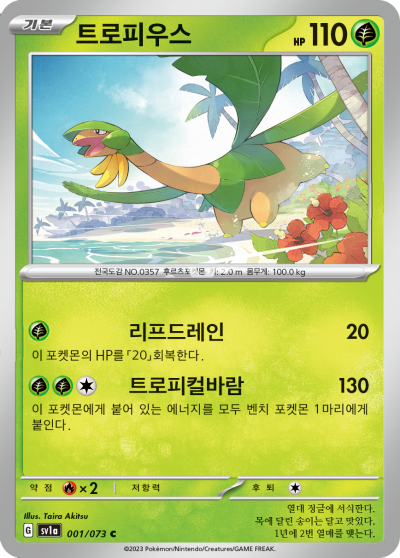 기본 트로피우스 HP 110
전국도감 NO.0357 후르츠포켓몬 키: 2.0 m 몸무게: 100.0 kg
리프드레인 20
이 포켓몬의 HP를 「20」회복한다.
트로피컬바람 130
이 포켓몬에게 붙어 있는 에너지를 모두 벤치 포켓몬 1마리에게
붙인다.
약점 ×2 저항력 후퇴
Illus. Taira Akitsu
G sv1a 001/073 C
열대 정글에 서식한다.
목에 달린 송이는 달고 맛있다.
1년에 2번 열매를 맺는다.
©2023 Pokémon/Nintendo/Creatures/GAME FREAK.